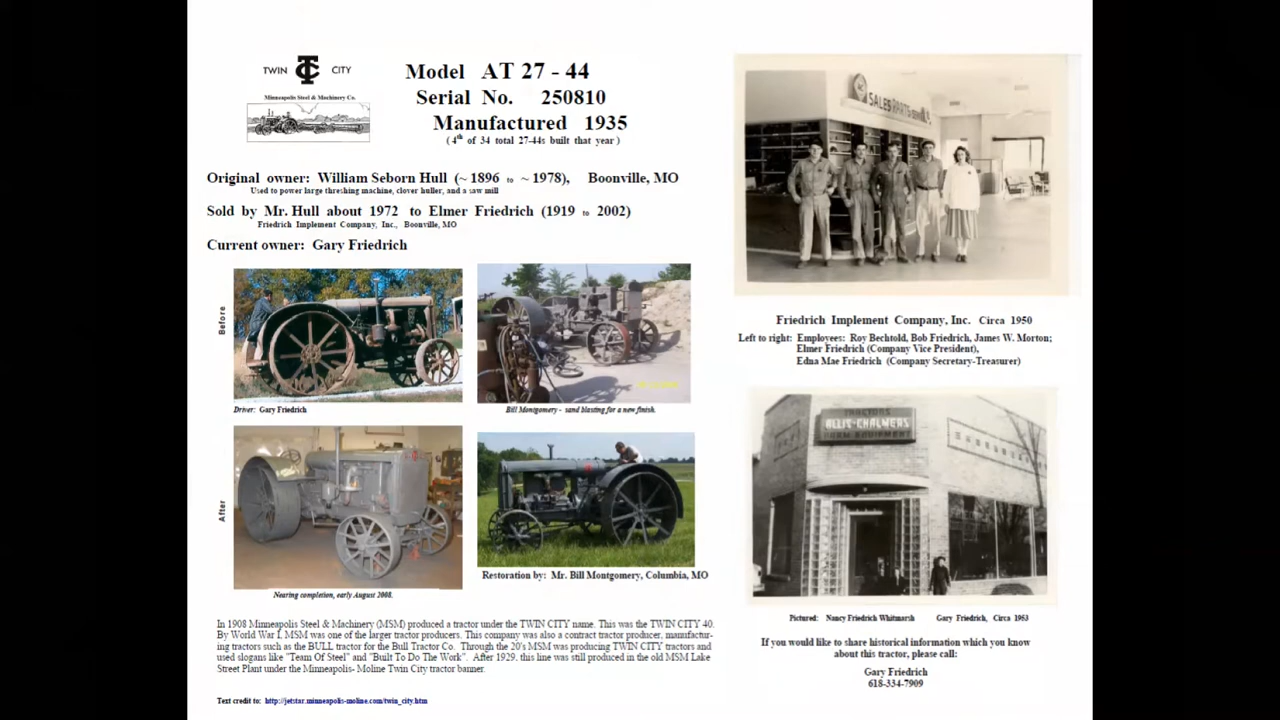 TWIN CITY
Minneapolis Steel & Machinery Co.
Model AT 27 - 44
Serial No. 250810
Manufactured 1935
( 4th of 34 total 27-44s built that year )
Original owner: William Seborn Hull (~ 1896 to ~ 1978), Boonville, MO
Used to power large threshing machine, clover huller, and a saw mill
Sold by Mr. Hull about 1972 to Elmer Friedrich (1919 to 2002)
Friedrich Implement Company, Inc., Boonville, MO
Current owner: Gary Friedrich
Before
Driver: Gary Friedrich
Bill Montgomery - sand blasting for a new finish.
After
Nearing completion, early August 2008.
Restoration by: Mr. Bill Montgomery, Columbia, MO
In 1908 Minneapolis Steel & Machinery (MSM) produced a tractor under the TWIN CITY name. This was the TWIN CITY 40.
By World War I, MSM was one of the larger tractor producers. This company was also a contract tractor producer, manufactur-
ing tractors such as the BULL tractor for the Bull Tractor Co. Through the 20's MSM was producing TWIN CITY tractors and
used slogans like "Team Of Steel" and "Built To Do The Work". After 1929, this line was still produced in the old MSM Lake
Street Plant under the Minneapolis- Moline Twin City tractor banner.
Text credit to: http://jetstar.minneapolis-moline.com/twin_city.htm
SALES PARTS
Friedrich Implement Company, Inc. Circa 1950
Left to right: Employees: Roy Bechtold, Bob Friedrich, James W. Morton;
Elmer Friedrich (Company Vice President),
Edna Mae Friedrich (Company Secretary-Treasurer)
TRACTORS
ALLIS-CHALMERS
FARM EQUIPMENT
Pictured: Nancy Friedrich Whitmarsh Gary Friedrich, Circa 1953
If you would like to share historical information which you know
about this tractor, please call:
Gary Friedrich
618-334-7909